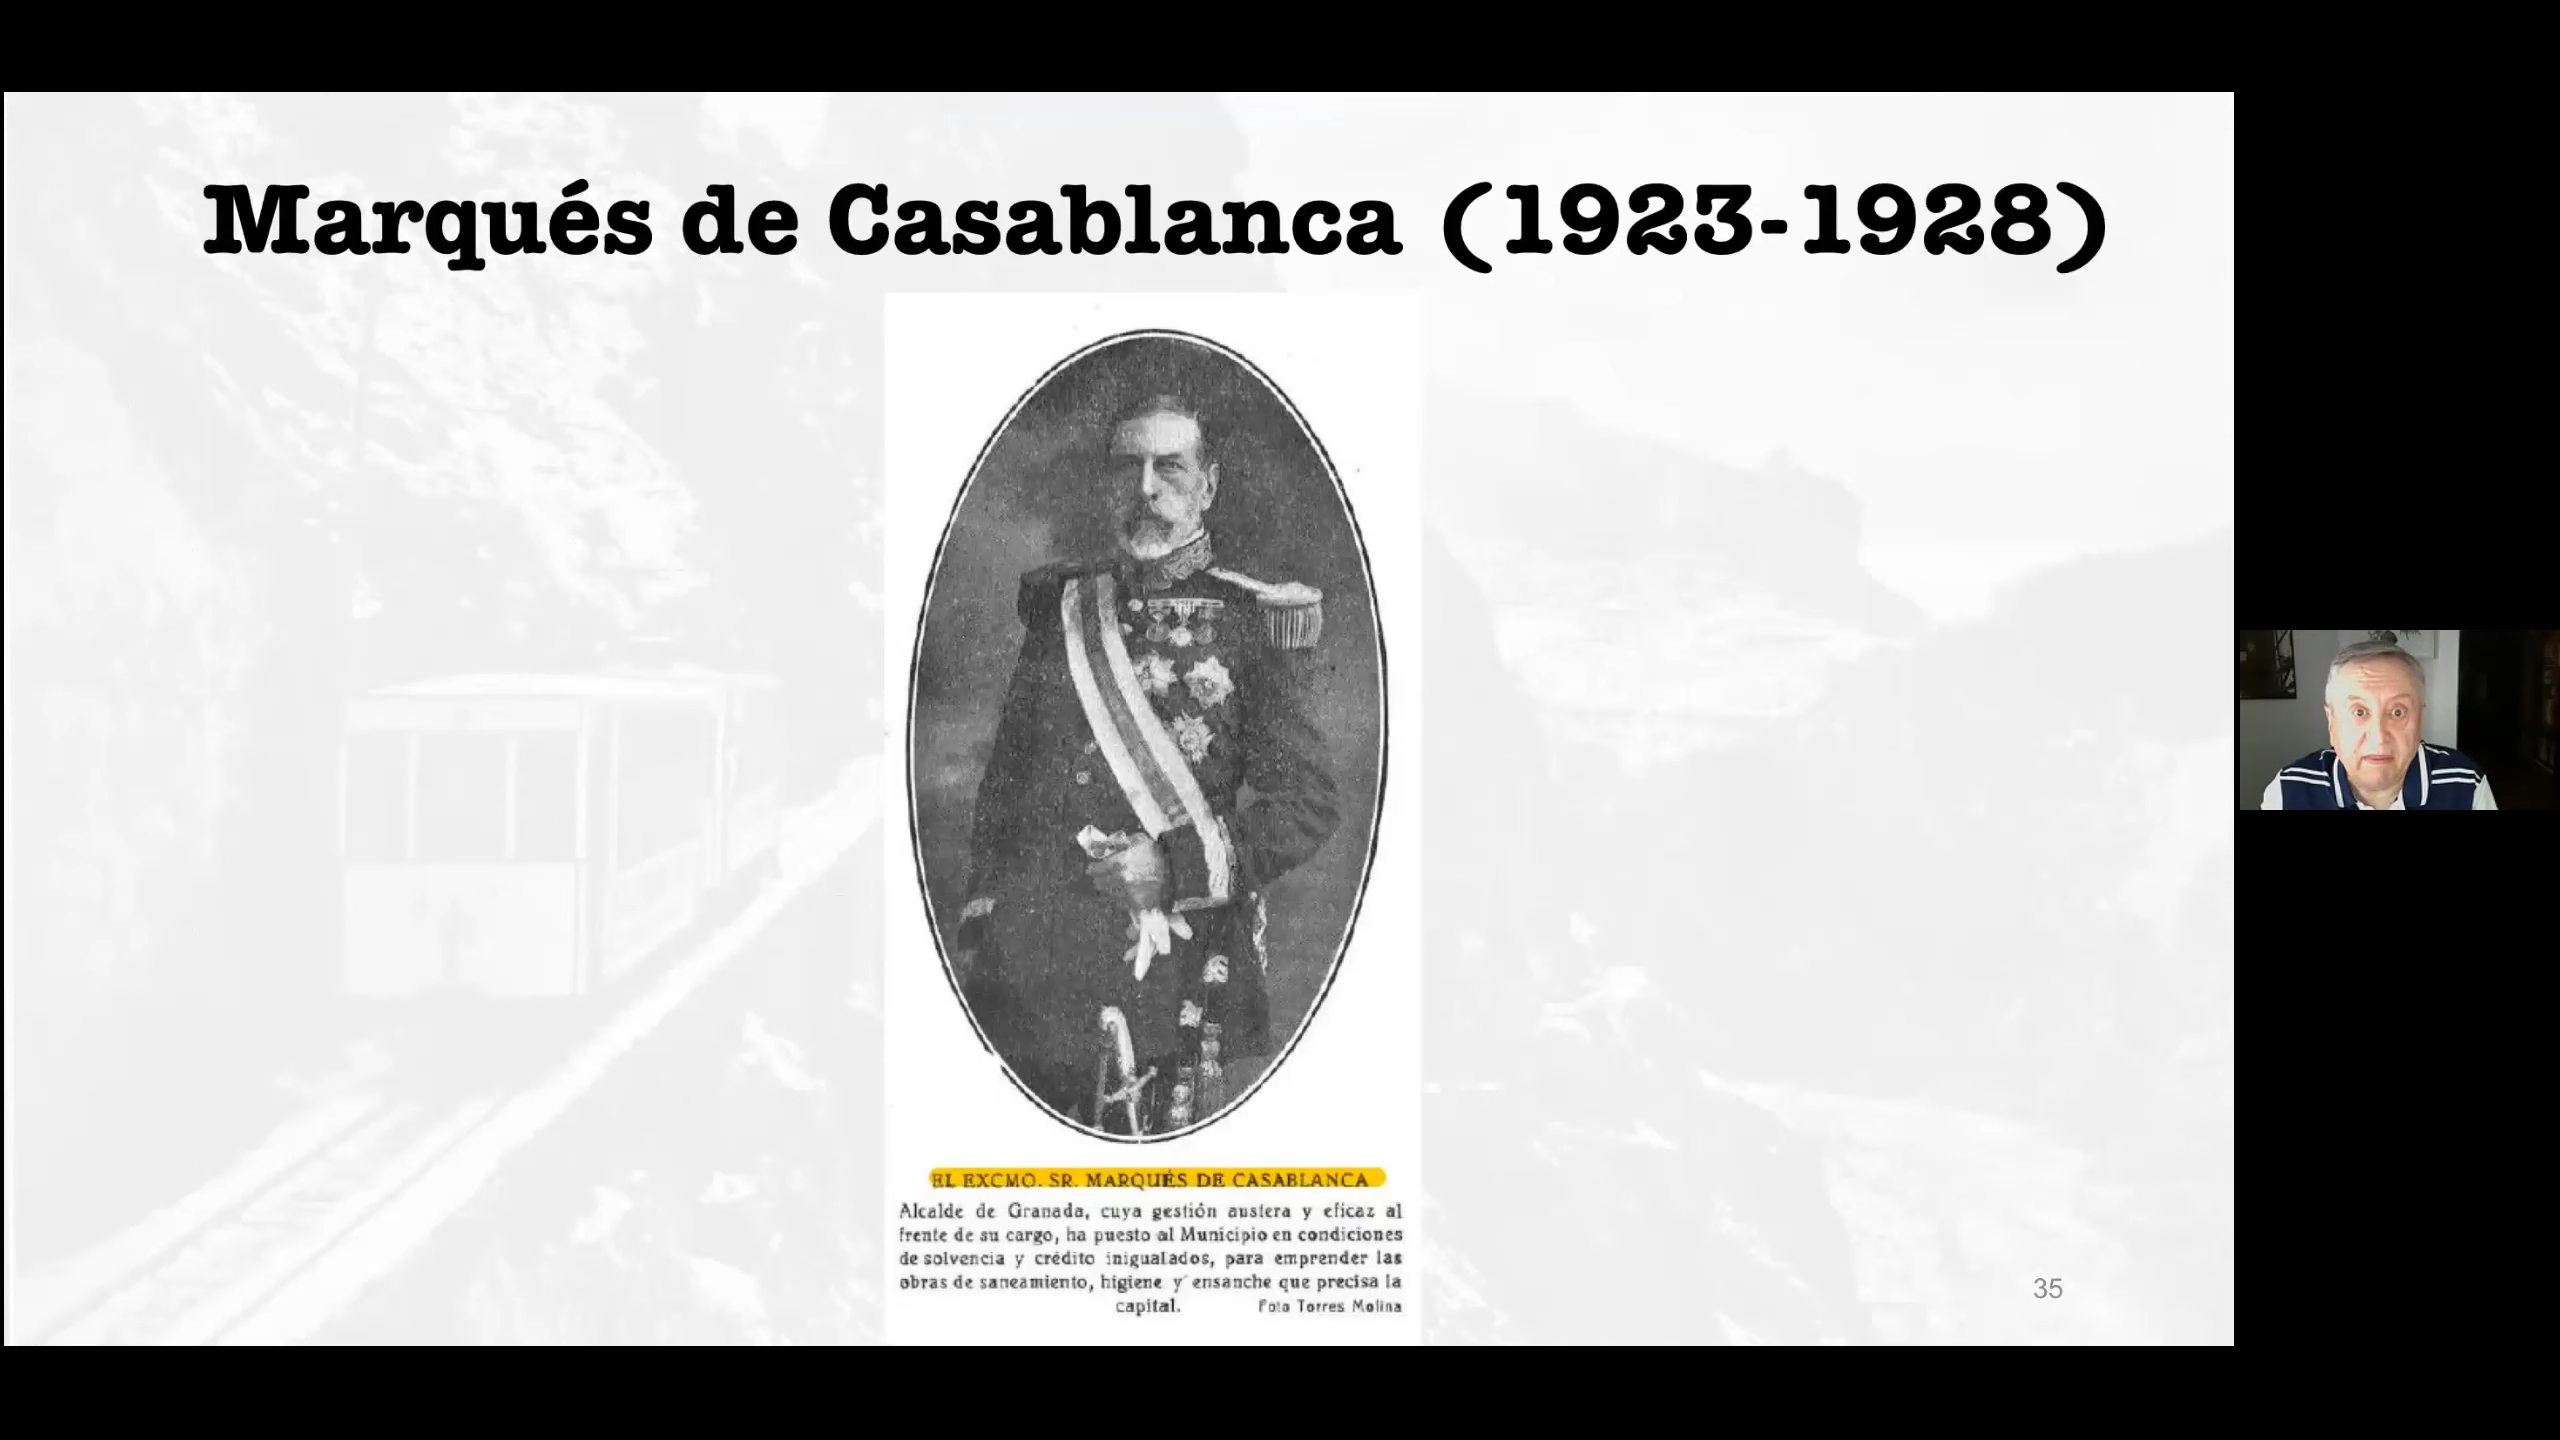 Marqués de Casablanca (1923-1928)
EL EXCMO. SR. MARQUÉS DE CASABLANCA
Alcalde de Granada, cuya gestión austera y eficaz al
frente de su cargo, ha puesto al Municipio en condiciones
de solvencia y crédito inigualados, para emprender las
obras de saneamiento, higiene y ensanche que precisa la
capital. Foto Torres Molina
35